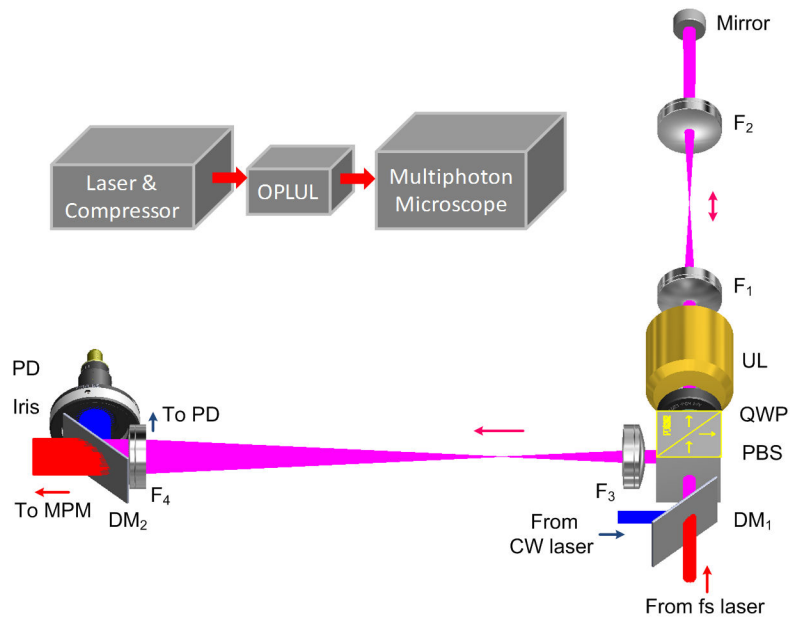 Mirror
F₂
Laser &
Compressor
OPLUL
Multiphoton
Microscope
F₁
UL
PD
Iris
To PD
QWP
PBS
F₄
F₃
To MPM
DM₂
From
CW laser
DM₁
From fs laser